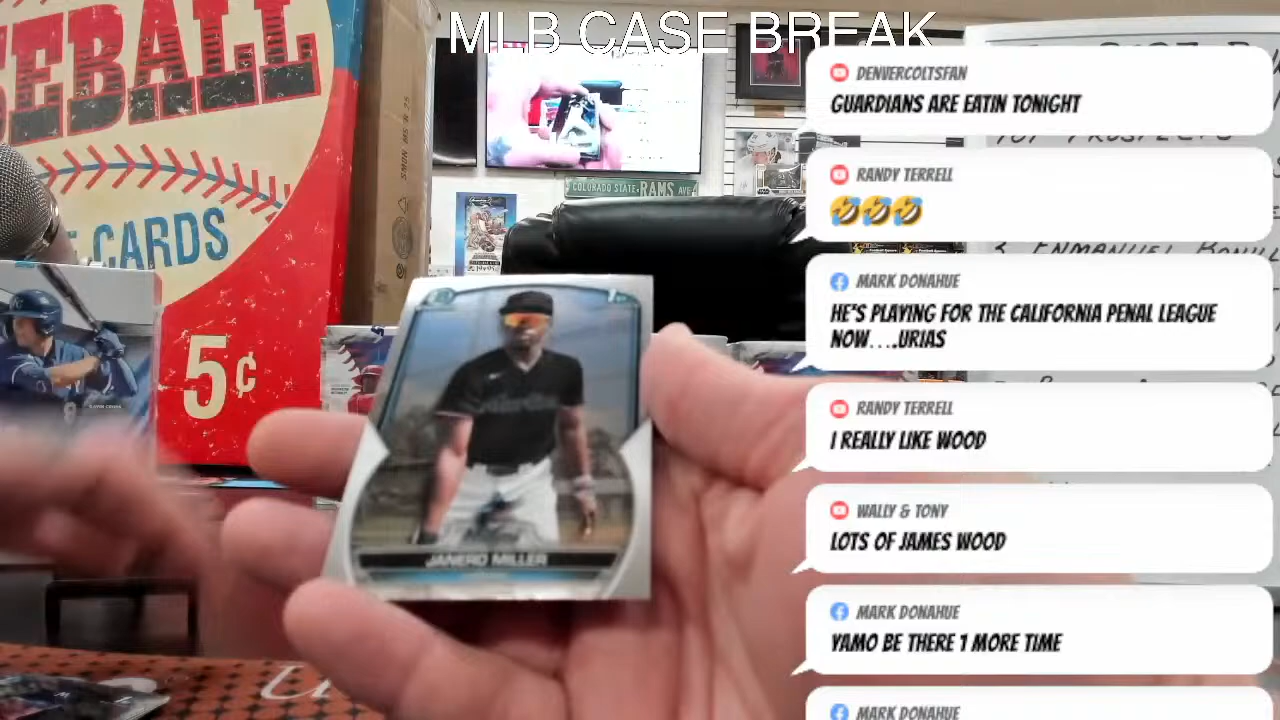 MLB CASE BREAK
EBALL
CARDS
5¢
COLORADO STATE RAMS AVE
JANERO MILLER
DENVERCOLTSFAN
GUARDIANS ARE EATIN TONIGHT
RANDY TERRELL
🤣🤣🤣
MARK DONAHUE
HE'S PLAYING FOR THE CALIFORNIA PENAL LEAGUE
NOW....URIAS
RANDY TERRELL
I REALLY LIKE WOOD
WALLY & TONY
LOTS OF JAMES WOOD
MARK DONAHUE
YAMO BE THERE 1 MORE TIME
MARK DONAHUE